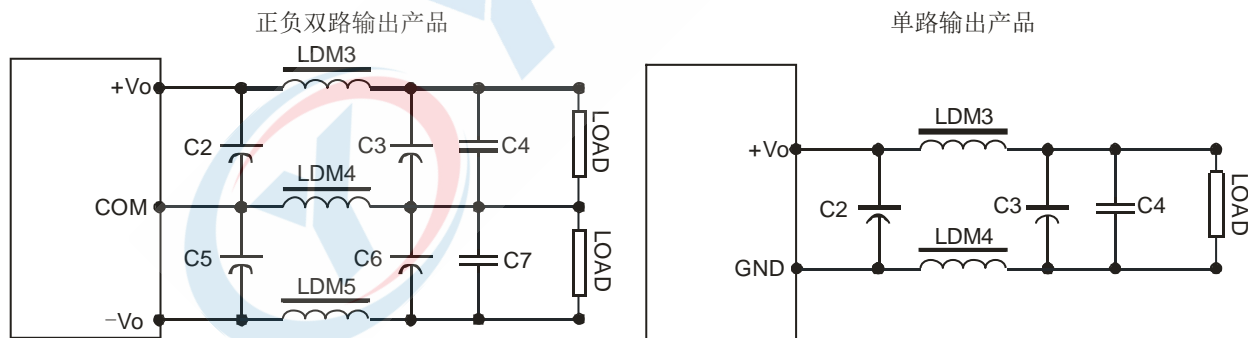 正负双路输出产品
单路输出产品
LDM3
+Vo
C2
C3
C4
LOAD
LDM4
COM
C5
C6
C7
LOAD
LDM5
−Vo
LDM3
+Vo
C2
C3
C4
LOAD
LDM4
GND